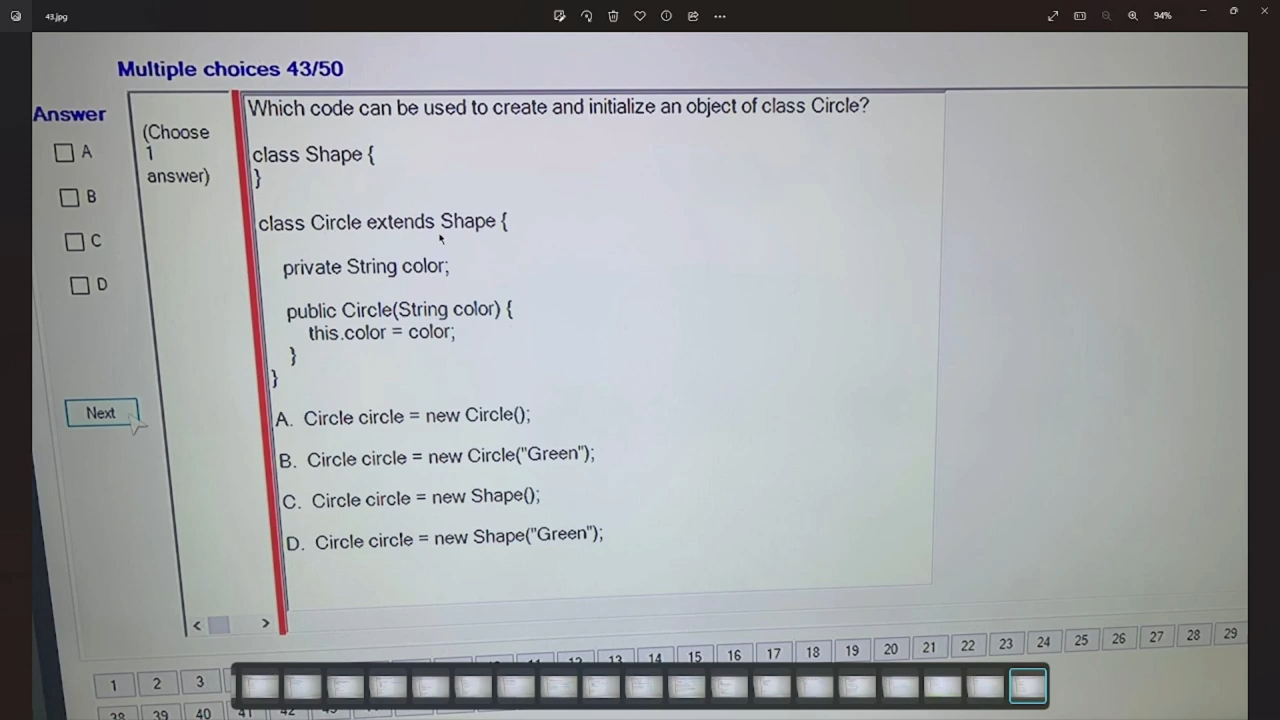 43.jpg
94%
Multiple choices 43/50
Answer
A
B
C
D
(Choose
1
answer)
Next
Which code can be used to create and initialize an object of class Circle?
class Shape {
}
class Circle extends Shape {
private String color;
public Circle(String color) {
this.color = color;
}
}
A. Circle circle = new Circle();
B. Circle circle = new Circle("Green");
C. Circle circle = new Shape();
D. Circle circle = new Shape("Green");
< >
1 2 3 11 12 13 14 15 16 17 18 19 20 21 22 23 24 25 26 27 28 29
38 39 40 41 42